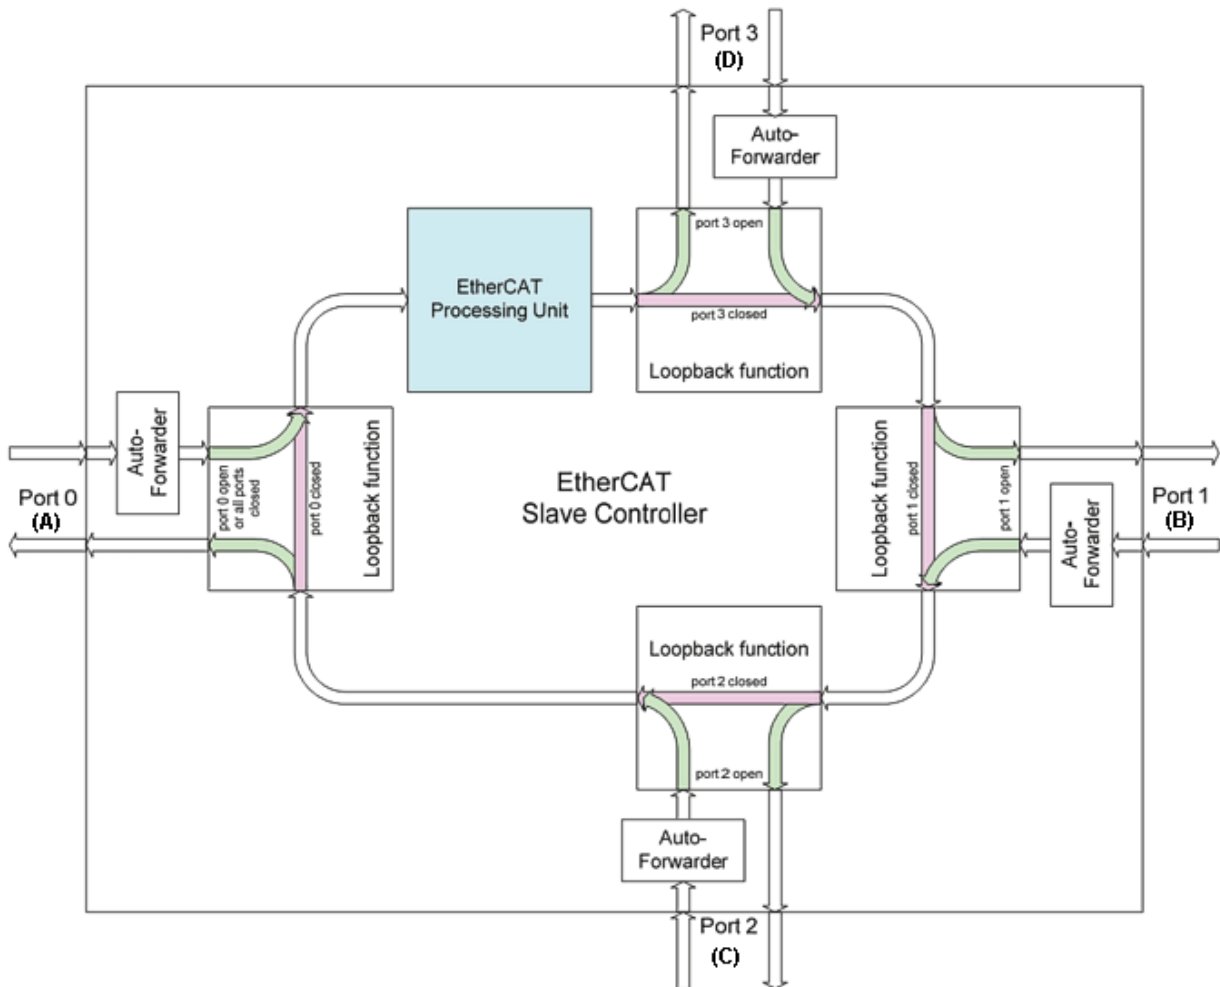 Port 3
(D)
Auto-
Forwarder
port 3 open
EtherCAT
Processing Unit
port 3 closed
Loopback function
Auto-
Forwarder
port 0 open
or all ports
closed
port 0 closed
Loopback function
Port 0
(A)
EtherCAT
Slave Controller
Loopback function
port 1 closed
port 1 open
Auto-
Forwarder
Port 1
(B)
Loopback function
port 2 closed
port 2 open
Auto-
Forwarder
Port 2
(C)